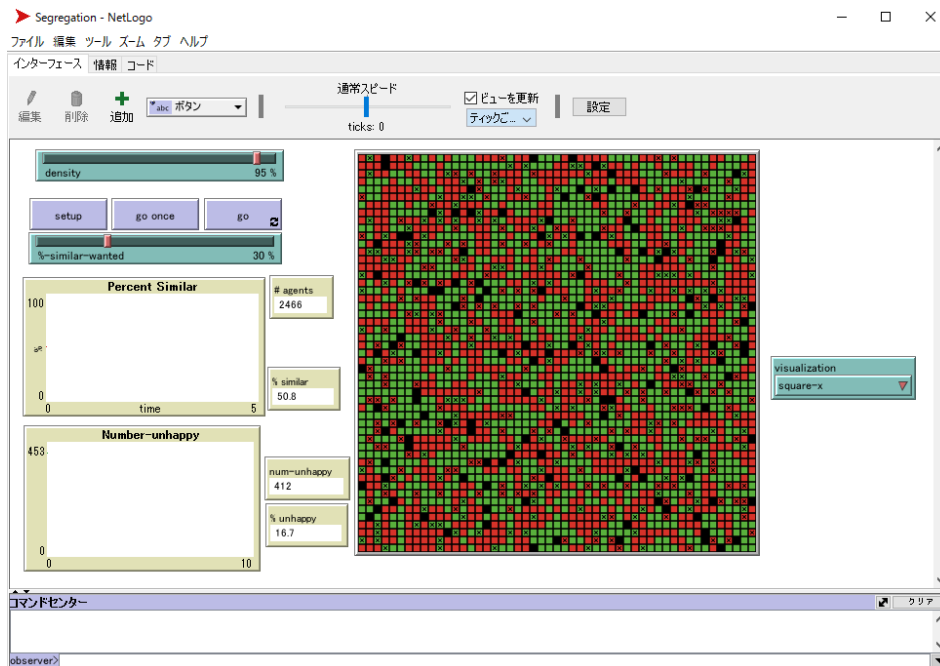 Segregation - NetLogo
ファイル 編集 ツール ズーム タブ ヘルプ
インターフェース 情報 コード
編集 削除 追加 abc ボタン
通常スピード
ticks: 0
ビューを更新
ティックご...
設定
density 95 %
setup go once go
%-similar-wanted 30 %
Percent Similar
100
%
0
0 time 5
# agents
2466
% similar
50.8
Number-unhappy
453
0
0 10
num-unhappy
412
% unhappy
16.7
visualization
square-x
コマンドセンター クリア
observer>